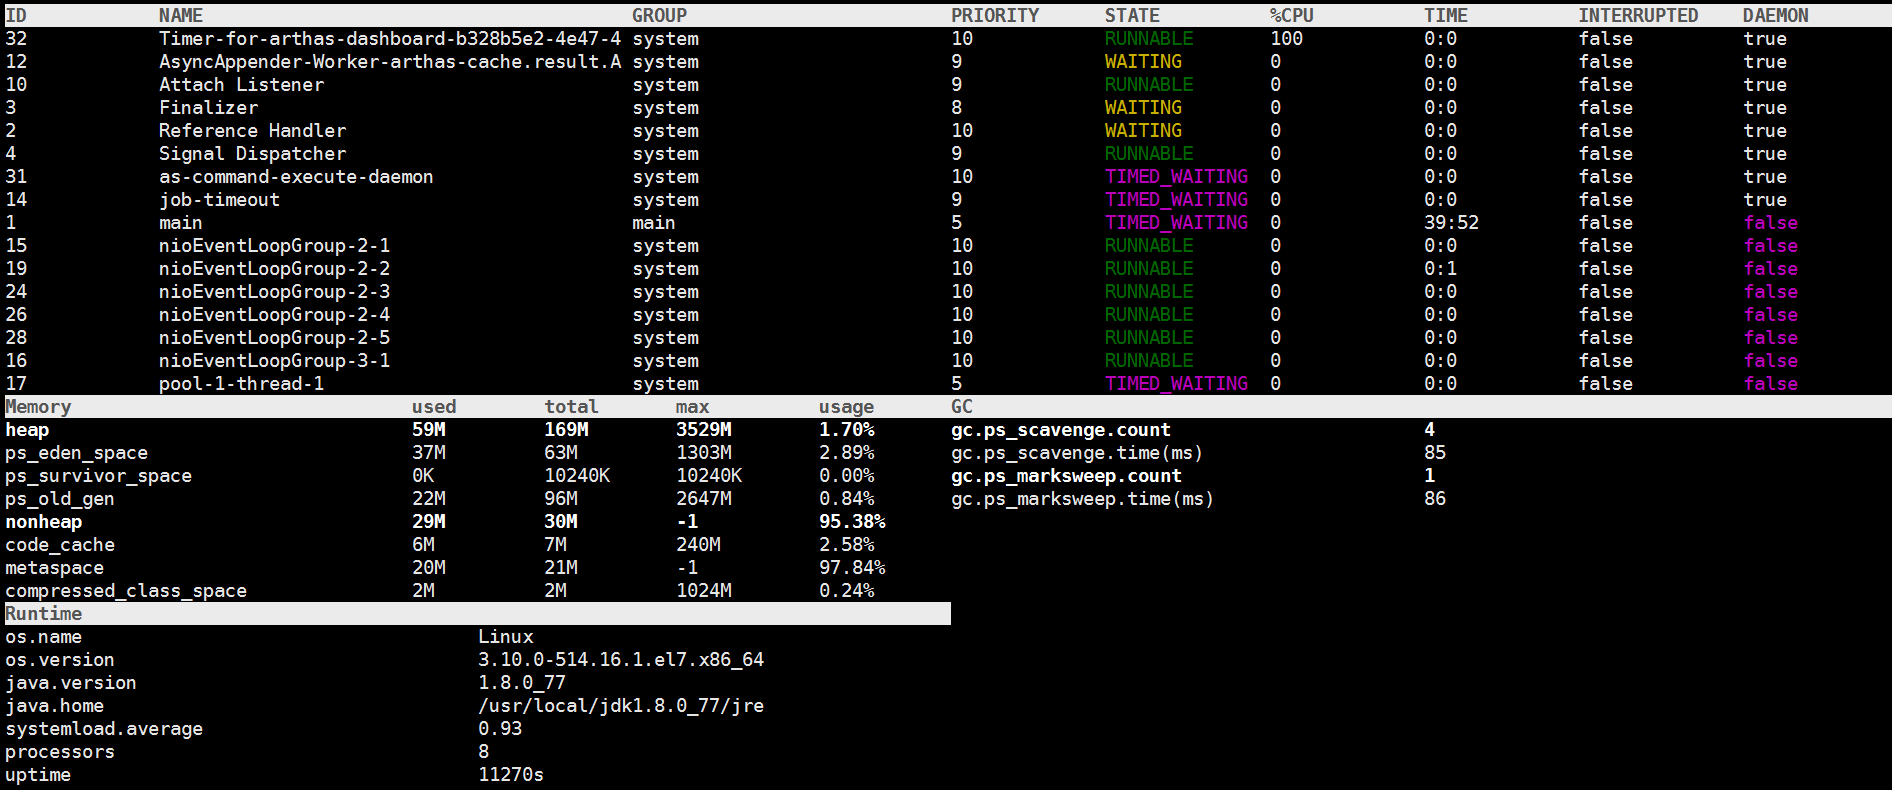 ID NAME GROUP PRIORITY STATE %CPU TIME INTERRUPTED DAEMON
32 Timer-for-arthas-dashboard-b328b5e2-4e47-4 system 10 RUNNABLE 100 0:0 false true
12 AsyncAppender-Worker-arthas-cache.result.A system 9 WAITING 0 0:0 false true
10 Attach Listener system 9 RUNNABLE 0 0:0 false true
3 Finalizer system 8 WAITING 0 0:0 false true
2 Reference Handler system 10 WAITING 0 0:0 false true
4 Signal Dispatcher system 9 RUNNABLE 0 0:0 false true
31 as-command-execute-daemon system 10 TIMED_WAITING 0 0:0 false true
14 job-timeout system 9 TIMED_WAITING 0 0:0 false true
1 main main 5 TIMED_WAITING 0 39:52 false false
15 nioEventLoopGroup-2-1 system 10 RUNNABLE 0 0:0 false false
19 nioEventLoopGroup-2-2 system 10 RUNNABLE 0 0:1 false false
24 nioEventLoopGroup-2-3 system 10 RUNNABLE 0 0:0 false false
26 nioEventLoopGroup-2-4 system 10 RUNNABLE 0 0:0 false false
28 nioEventLoopGroup-2-5 system 10 RUNNABLE 0 0:0 false false
16 nioEventLoopGroup-3-1 system 10 RUNNABLE 0 0:0 false false
17 pool-1-thread-1 system 5 TIMED_WAITING 0 0:0 false false
Memory used total max usage GC
heap 59M 169M 3529M 1.70% gc.ps_scavenge.count 4
ps_eden_space 37M 63M 1303M 2.89% gc.ps_scavenge.time(ms) 85
ps_survivor_space 0K 10240K 10240K 0.00% gc.ps_marksweep.count 1
ps_old_gen 22M 96M 2647M 0.84% gc.ps_marksweep.time(ms) 86
nonheap 29M 30M -1 95.38%
code_cache 6M 7M 240M 2.58%
metaspace 20M 21M -1 97.84%
compressed_class_space 2M 2M 1024M 0.24%
Runtime
os.name Linux
os.version 3.10.0-514.16.1.el7.x86_64
java.version 1.8.0_77
java.home /usr/local/jdk1.8.0_77/jre
systemload.average 0.93
processors 8
uptime 11270s